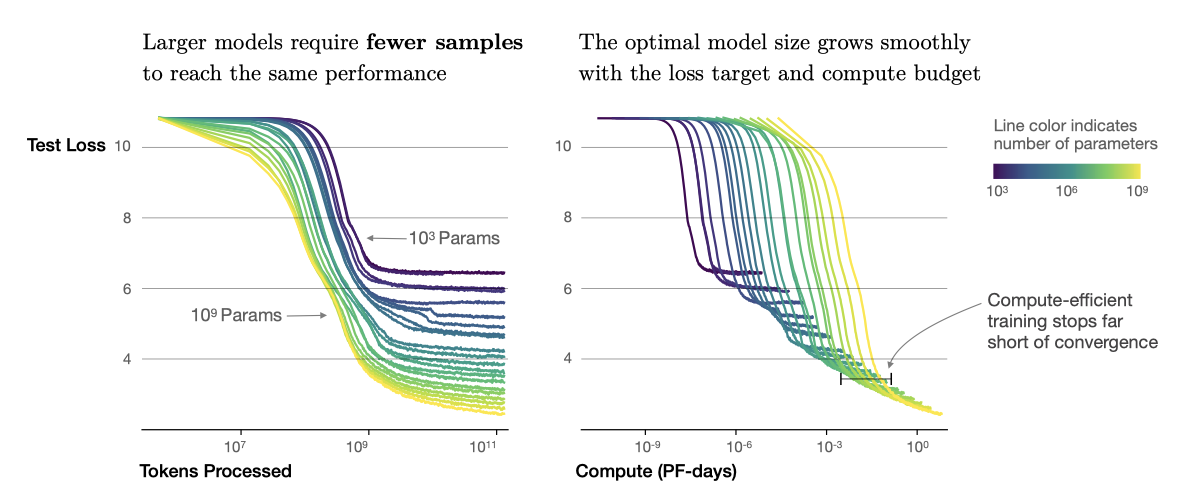 Larger models require fewer samples
to reach the same performance
The optimal model size grows smoothly
with the loss target and compute budget
Test Loss
10
8
6
4
10³ Params
10⁹ Params
10⁷
10⁹
10¹¹
Tokens Processed
10
8
6
4
10⁻⁹
10⁻⁶
10⁻³
10⁰
Compute (PF-days)
Line color indicates
number of parameters
10³
10⁶
10⁹
Compute-efficient
training stops far
short of convergence